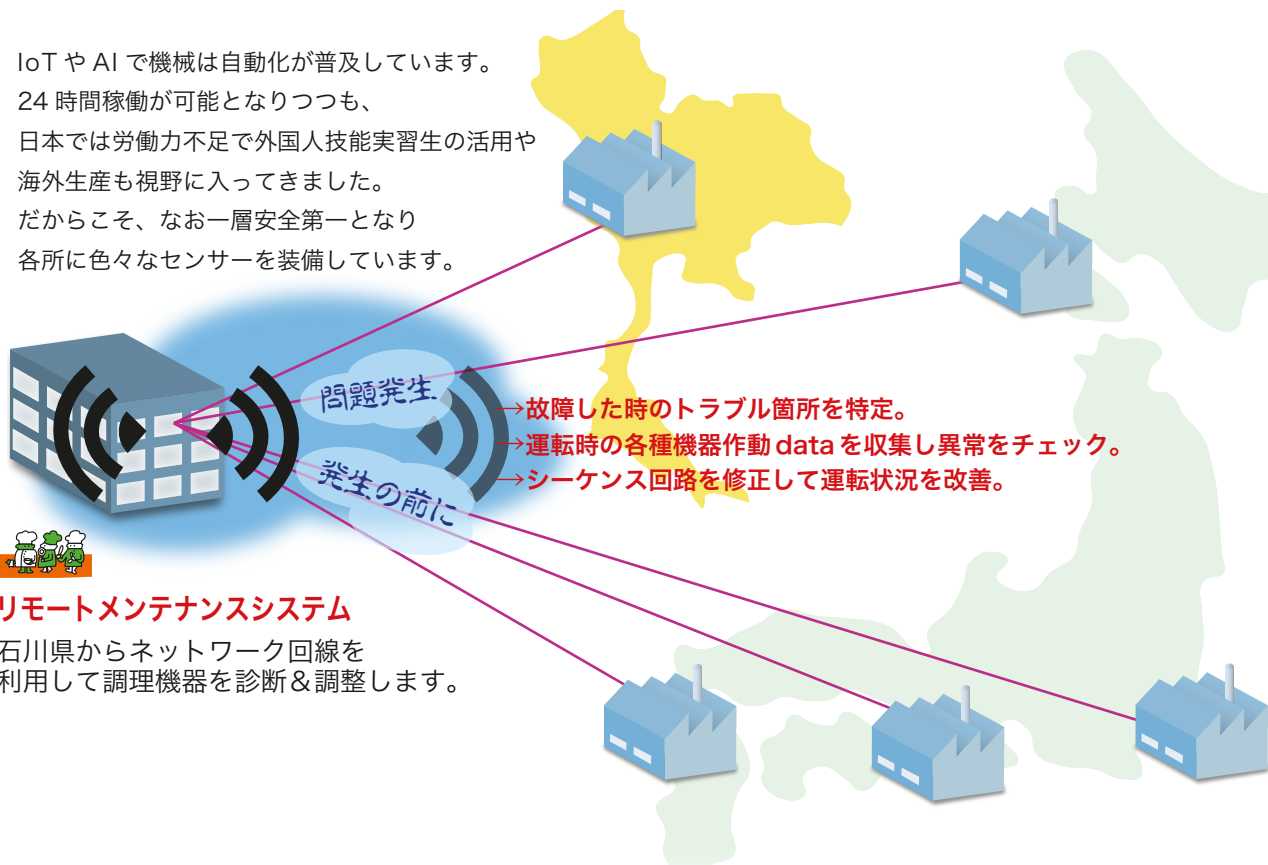 IoT や AI で機械は自動化が普及しています。
24 時間稼働が可能となりつつも、
日本では労働力不足で外国人技能実習生の活用や
海外生産も視野に入ってきました。
だからこそ、なお一層安全第一となり
各所に色々なセンサーを装備しています。
問題発生
発生の前に
→故障した時のトラブル箇所を特定。
→運転時の各種機器作動 data を収集し異常をチェック。
→シーケンス回路を修正して運転状況を改善。
リモートメンテナンスシステム
石川県からネットワーク回線を
利用して調理機器を診断＆調整します。